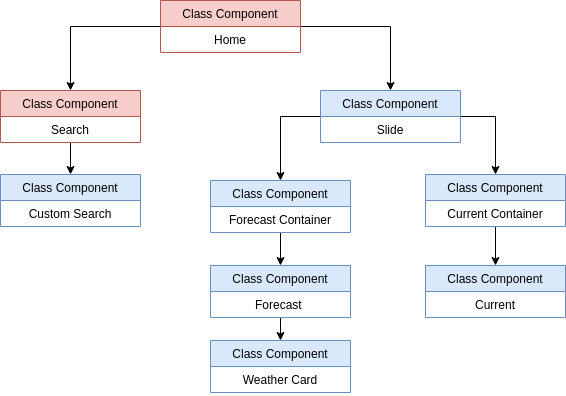 Class Component
Home
Class Component
Search
Class Component
Slide
Class Component
Custom Search
Class Component
Forecast Container
Class Component
Current Container
Class Component
Forecast
Class Component
Current
Class Component
Weather Card